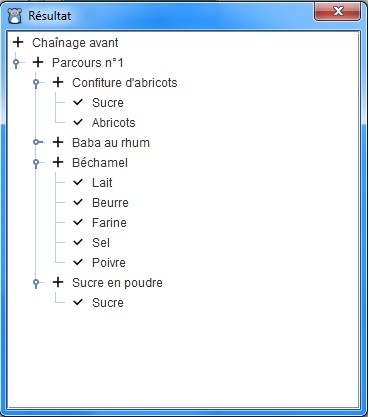 Résultat
Chaînage avant
Parcours n°1
Confiture d'abricots
Sucre
Abricots
Baba au rhum
Béchamel
Lait
Beurre
Farine
Sel
Poivre
Sucre en poudre
Sucre